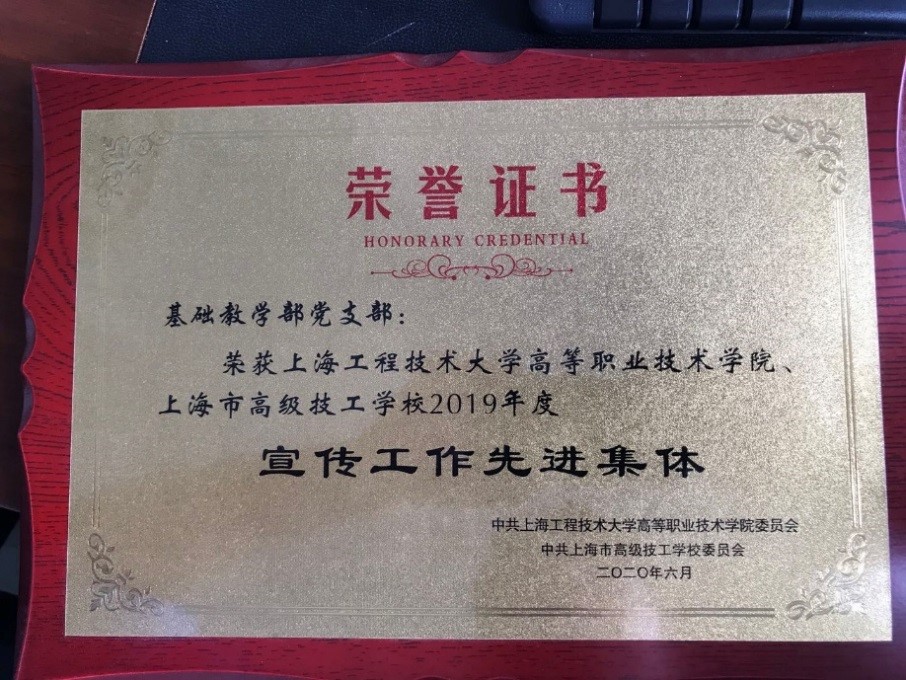 荣誉证书
HONORARY CREDENTIAL
基础教学部党支部：
荣获上海工程技术大学高等职业技术学院、
上海市高级技工学校2019年度
宣传工作先进集体
中共上海工程技术大学高等职业技术学院委员会
中共上海市高级技工学校委员会
二〇二〇年六月